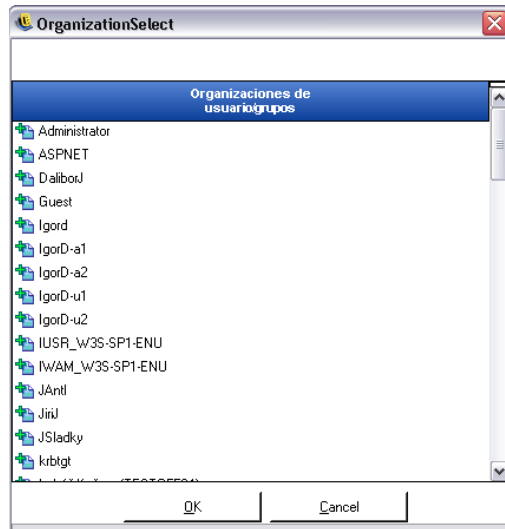 OrganizationSelect
Organizaciones de
usuario/grupos
Administrator
ASPNET
DaliborJ
Guest
Igord
IgorD-a1
IgorD-a2
IgorD-u1
IgorD-u2
IUSR_W3S-SP1-ENU
IWAM_W3S-SP1-ENU
JAntl
JiriJ
JSladky
krbtgt
OK
Cancel